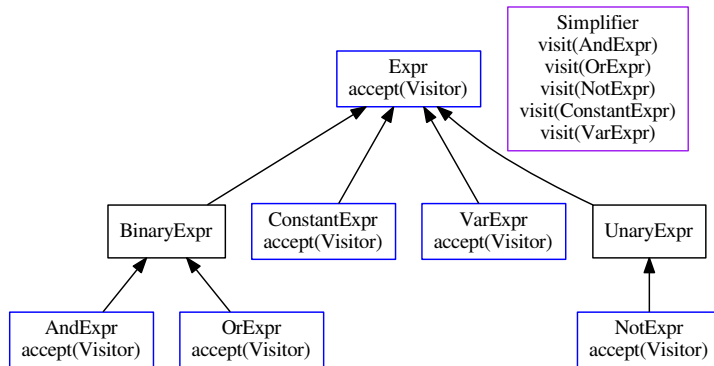 Simplifier
visit(AndExpr)
visit(OrExpr)
visit(NotExpr)
visit(ConstantExpr)
visit(VarExpr)
Expr
accept(Visitor)
BinaryExpr
ConstantExpr
accept(Visitor)
VarExpr
accept(Visitor)
UnaryExpr
AndExpr
accept(Visitor)
OrExpr
accept(Visitor)
NotExpr
accept(Visitor)